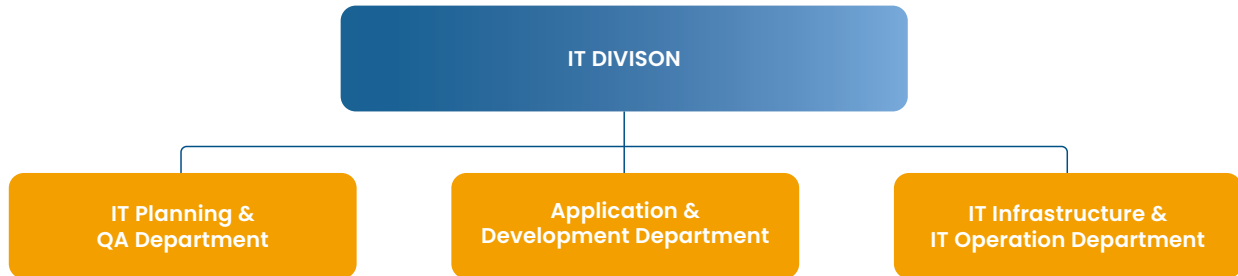 IT DIVISON
IT Planning &
QA Department
Application &
Development Department
IT Infrastructure &
IT Operation Department